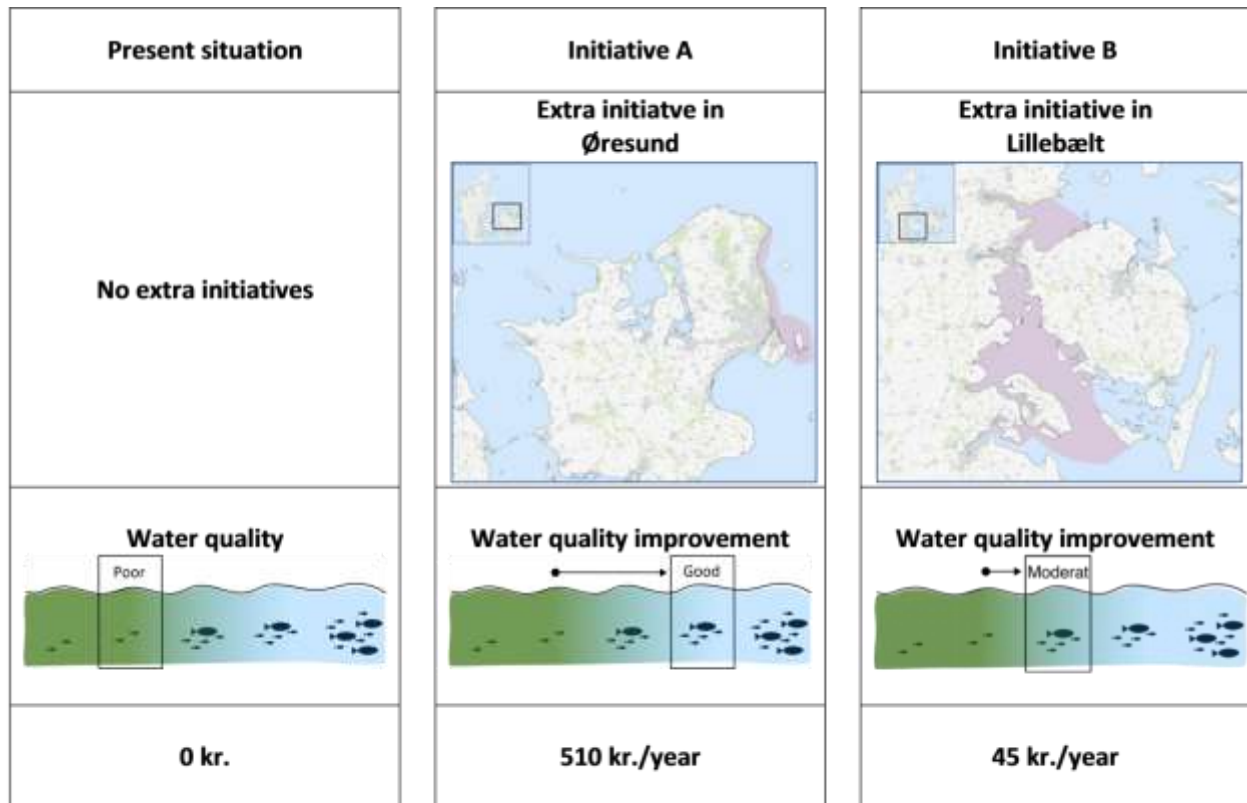 Present situation
No extra initiatives
Water quality
Poor
0 kr.
Initiative A
Extra initiatve in
Øresund
Water quality improvement
Good
510 kr./year
Initiative B
Extra initiative in
Lillebælt
Water quality improvement
Moderat
45 kr./year